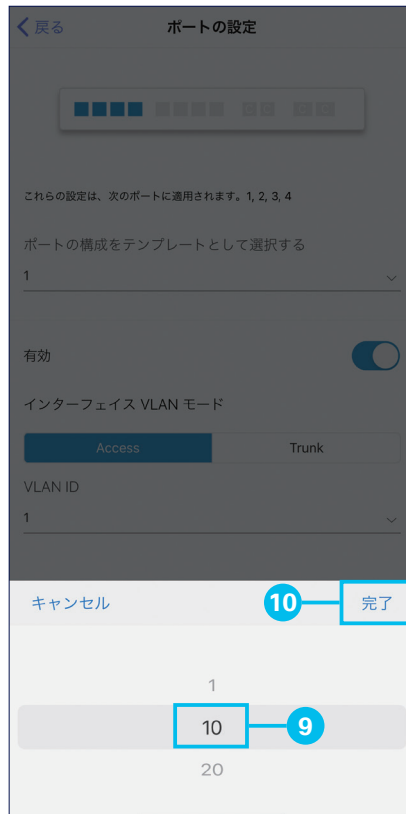 戻る ポートの設定
C C C C
これらの設定は、次のポートに適用されます。1, 2, 3, 4
ポートの構成をテンプレートとして選択する
1
有効
インターフェイス VLAN モード
Access Trunk
VLAN ID
1
キャンセル 10 完了
1
10 9
20